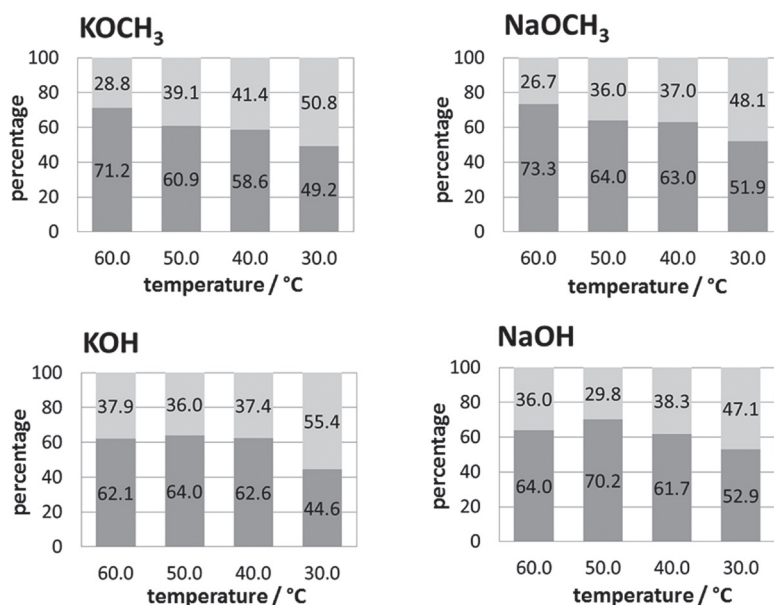 KOCH₃
percentage
100
80
60
40
20
0
28.8 39.1 41.4 50.8
71.2 60.9 58.6 49.2
60.0 50.0 40.0 30.0
temperature / °C
NaOCH₃
percentage
100
80
60
40
20
0
26.7 36.0 37.0 48.1
73.3 64.0 63.0 51.9
60.0 50.0 40.0 30.0
temperature / °C
KOH
percentage
100
80
60
40
20
0
37.9 36.0 37.4 55.4
62.1 64.0 62.6 44.6
60.0 50.0 40.0 30.0
temperature / °C
NaOH
percentage
100
80
60
40
20
0
36.0 29.8 38.3 47.1
64.0 70.2 61.7 52.9
60.0 50.0 40.0 30.0
temperature / °C